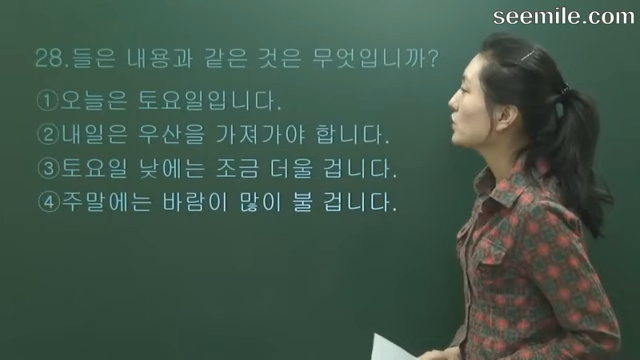 seemile.com
28.들은 내용과 같은 것은 무엇입니까?
①오늘은 토요일입니다.
②내일은 우산을 가져가야 합니다.
③토요일 낮에는 조금 더울 겁니다.
④주말에는 바람이 많이 불 겁니다.